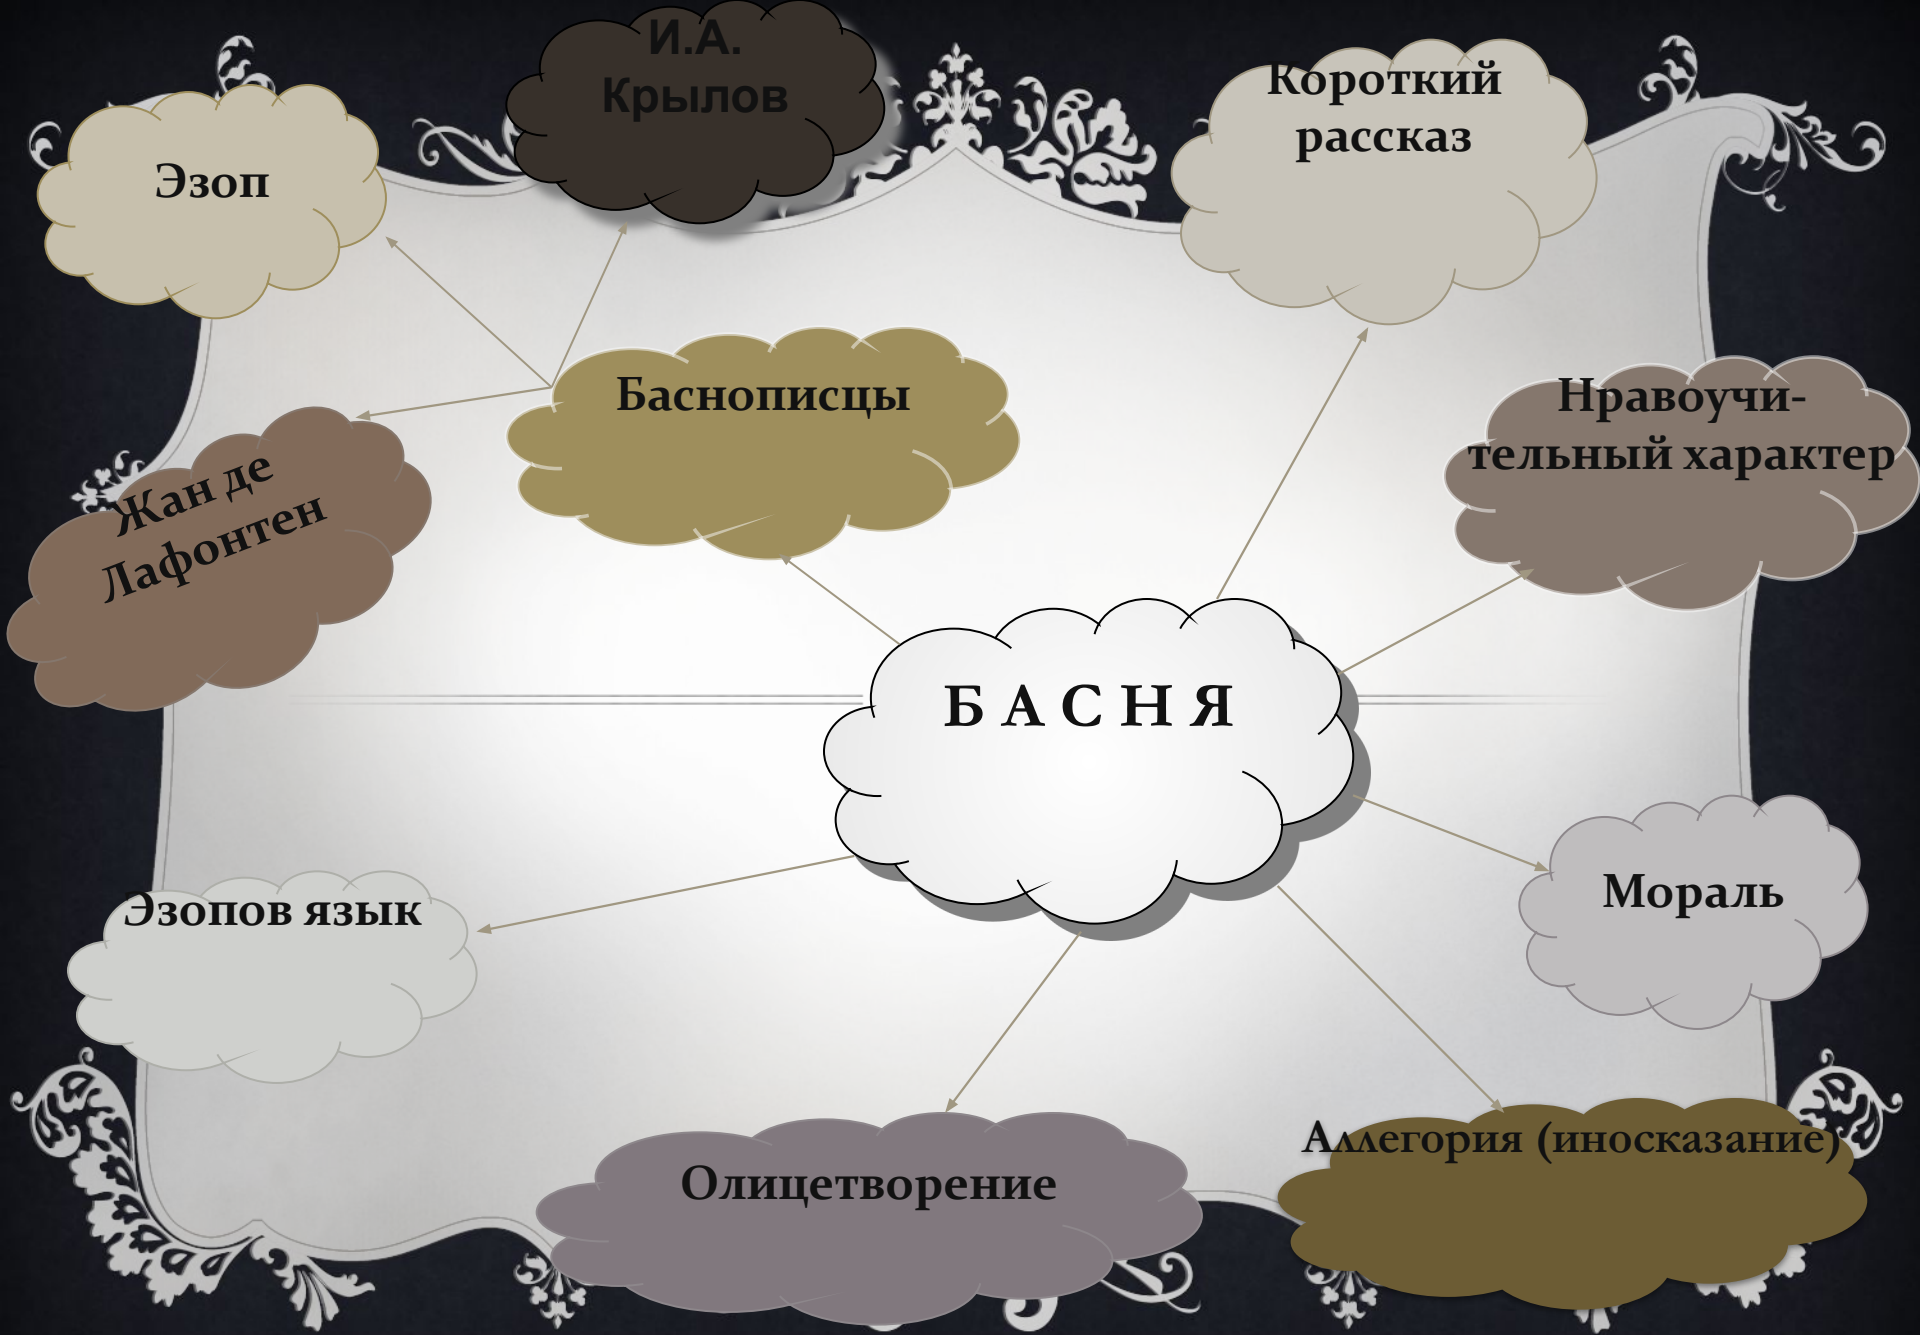 И.А.
Крылов
Короткий
рассказ
Эзоп
Баснописцы
Нравоучи-
тельный характер
Жан де
Лафонтен
Б А С Н Я
Эзопов язык
Мораль
Олицетворение
Аллегория (иносказание)